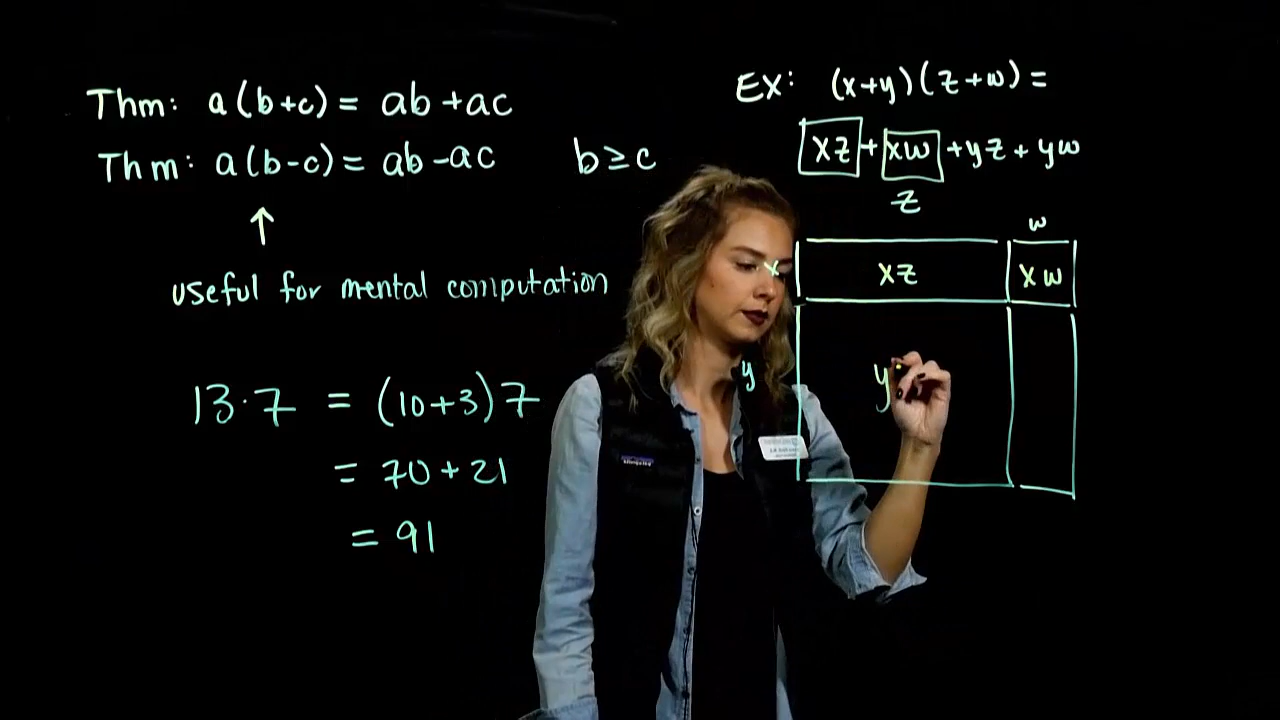 Thm: a(b+c) = ab+ac
Thm: a(b-c) = ab-ac b≥c
↑
useful for mental computation
13·7 = (10+3)7
= 70+21
= 91
EX: (x+y)(z+w) =
xz+xw+yz+yw
z
w
x
xz xw
y
y